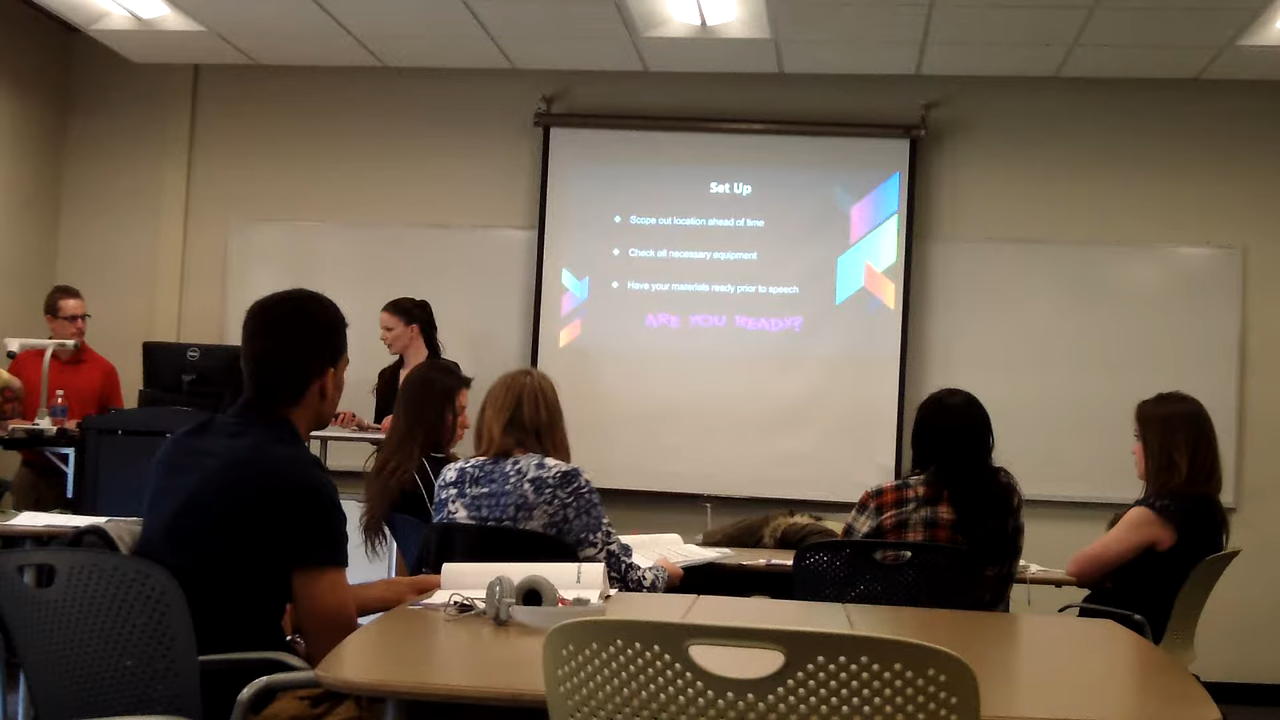 Set Up
Scope out location ahead of time
Check all necessary equipment
Have your materials ready prior to speech
ARE YOU READY?
DELL